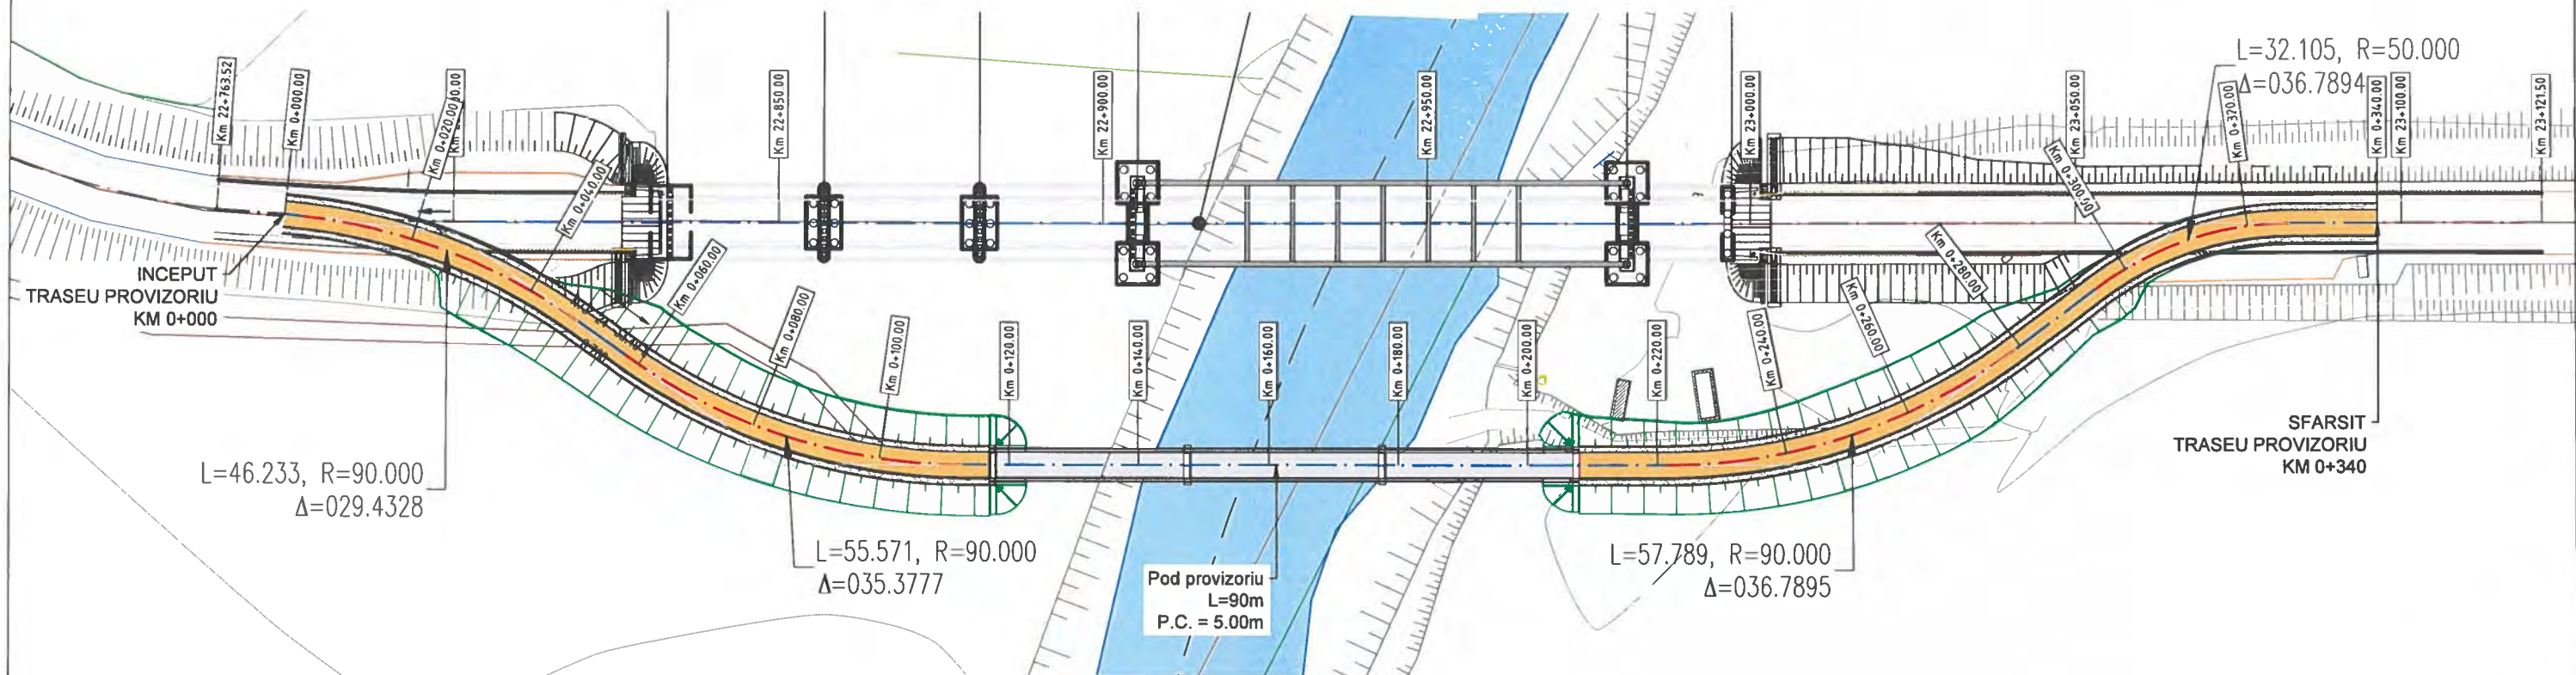 Km 22+763.52
Km 0+000.00
Km 0+020.00
Km 0+040.00
Km 22+850.00
Km 22+900.00
Km 22+950.00
Km 23+000.00
Km 23+050.00
L=32.105, R=50.000
Δ=036.7894
Km 0+320.00
Km 0+340.00
Km 23+100.00
Km 23+121.50
Km 0+300.00
Km 0+280.00
Km 0+260.00
Km 0+240.00
Km 0+220.00
Km 0+200.00
Km 0+180.00
Km 0+160.00
Km 0+140.00
Km 0+120.00
Km 0+100.00
Km 0+080.00
Km 0+060.00
INCEPUT
TRASEU PROVIZORIU
KM 0+000
L=46.233, R=90.000
Δ=029.4328
L=55.571, R=90.000
Δ=035.3777
Pod provizoriu
L=90m
P.C. = 5.00m
L=57.789, R=90.000
Δ=036.7895
SFARSIT
TRASEU PROVIZORIU
KM 0+340